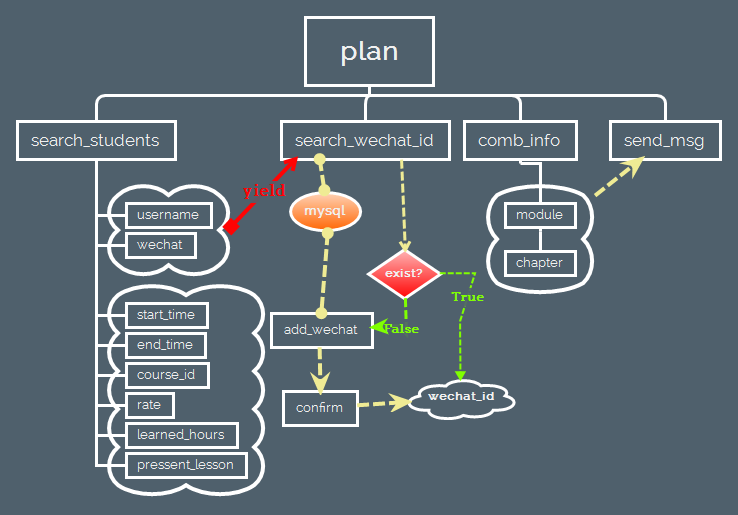 plan
search_students
search_wechat_id
comb_info
send_msg
yield
username
wechat
mysql
module
chapter
exist?
True
False
start_time
end_time
course_id
rate
learned_hours
pressent_lesson
add_wechat
confirm
wechat_id